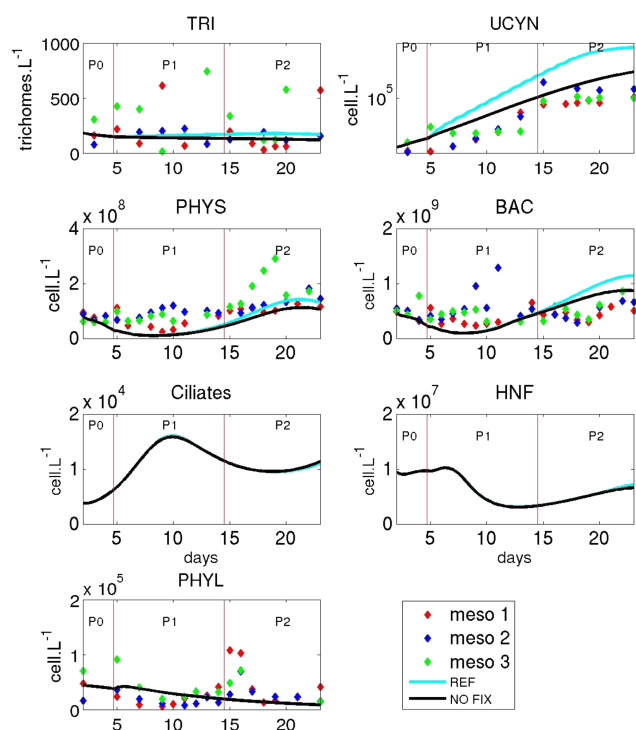 TRI
UCYN
1000
500
0
trichomes.L⁻¹
P0
P1
P2
5 10 15 20
10⁵
cell.L⁻¹
P0
P1
P2
5 10 15 20
PHYS
BAC
x 10⁸
4
2
0
cell.L⁻¹
P0
P1
P2
5 10 15 20
x 10⁹
2
1
0
cell.L⁻¹
P0
P1
P2
5 10 15 20
Ciliates
HNF
x 10⁴
2
1
0
cell.L⁻¹
P0
P1
P2
5 10 15 20
days
x 10⁷
2
1
0
cell.L⁻¹
P0
P1
P2
5 10 15 20
days
PHYL
x 10⁵
2
1
0
cell.L⁻¹
P0
P1
P2
5 10 15 20
meso 1
meso 2
meso 3
REF
NO FIX